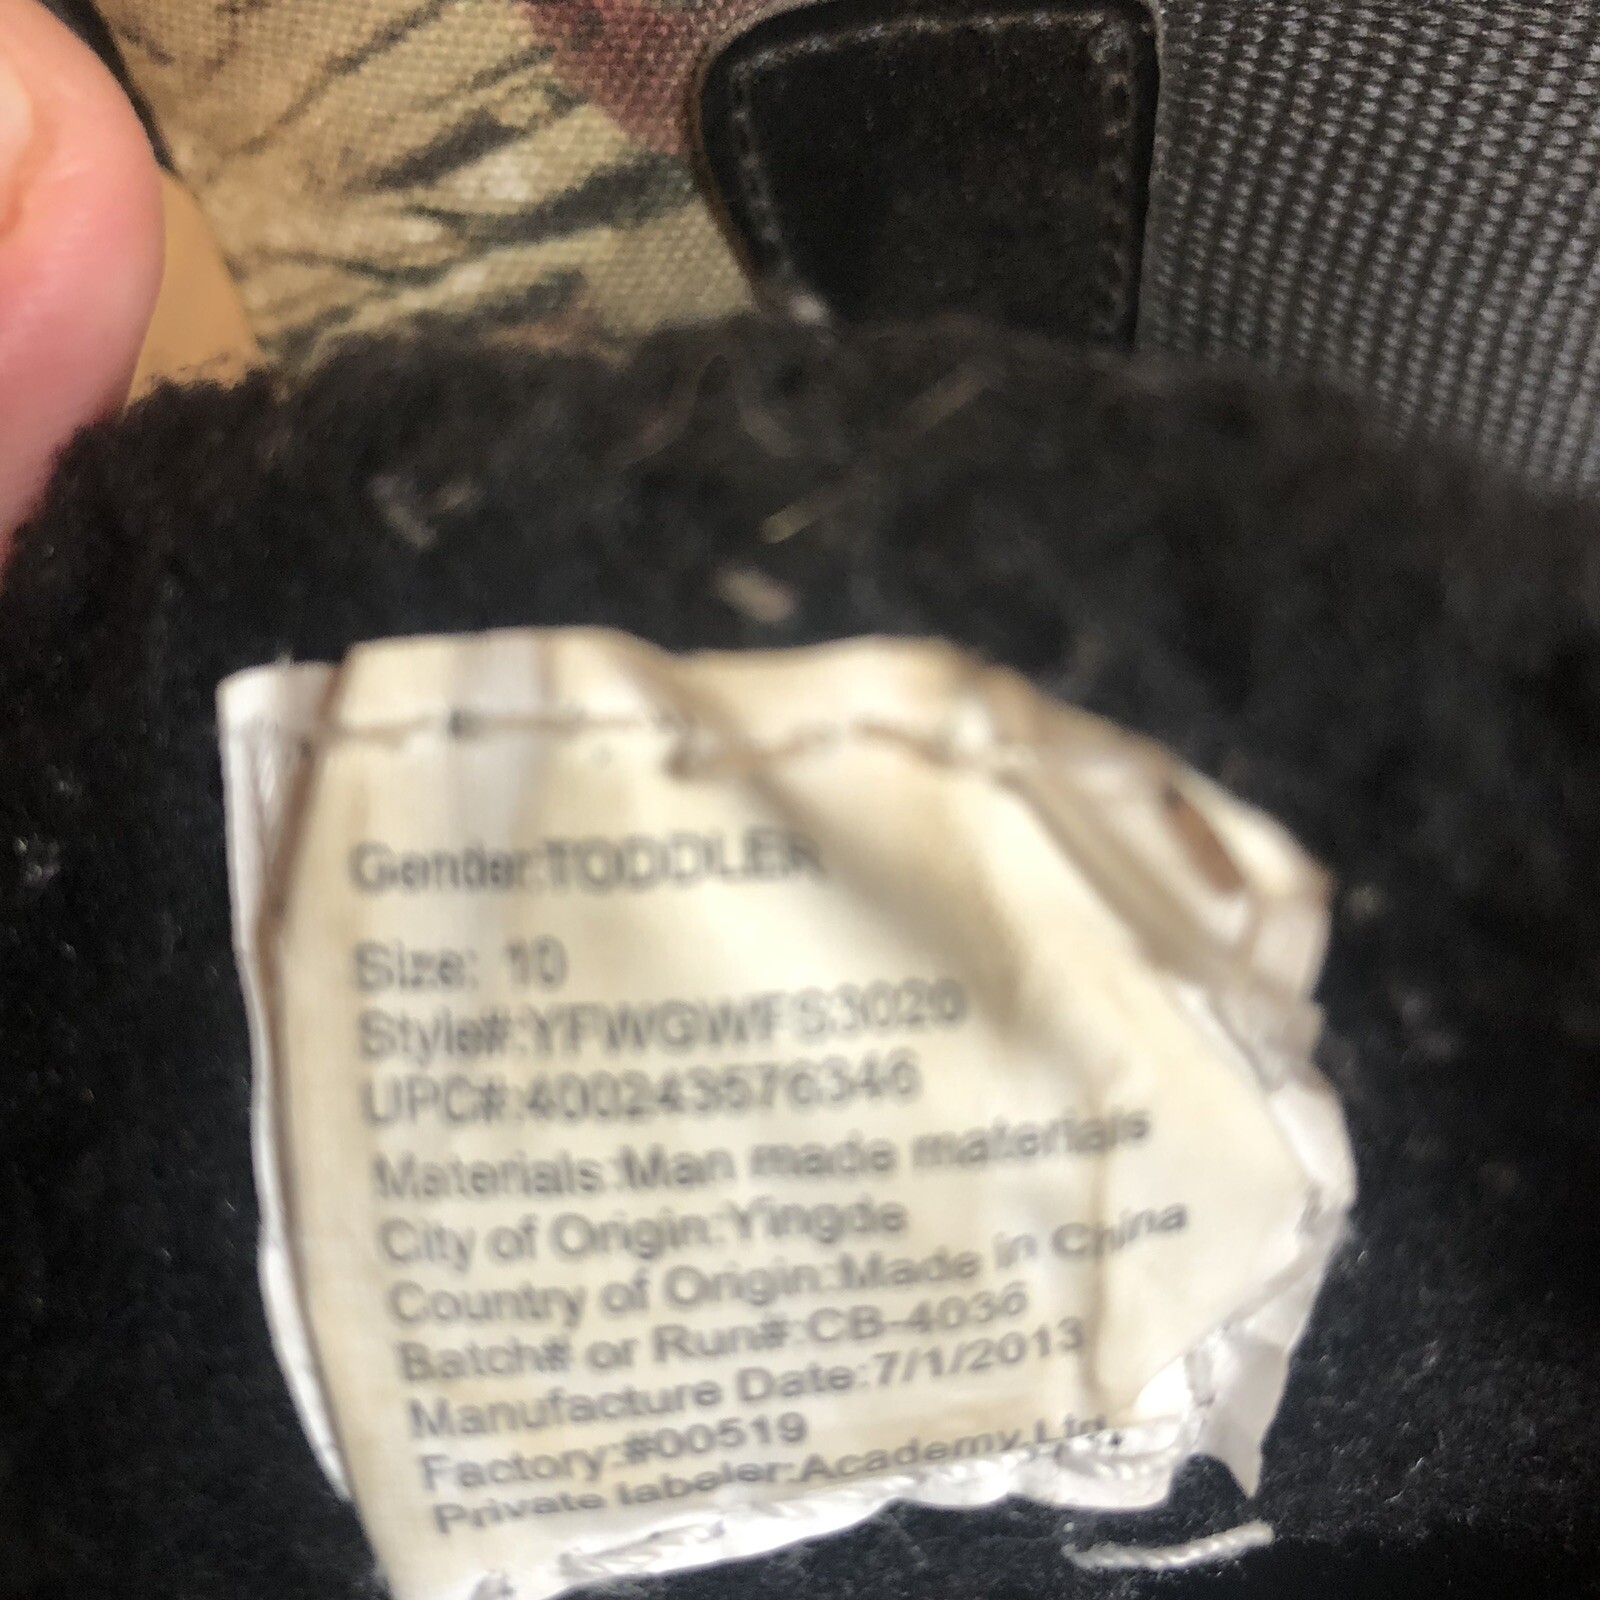 Gender:TODDLER
Size: 10
Style#:YFWGWFS3020
UPC#:400243576346
Materials:Man made materials
City of Origin:Yingde
Country of Origin:Made in China
Batch# or Run#:CB-4036
Manufacture Date:7/1/2013
Factory:#00519
Private labeler:Academy,Ltd.